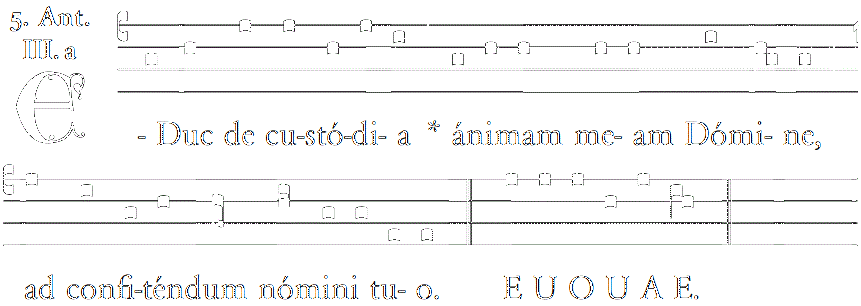 5. Ant.
III. a
E - Duc de cu-stó-di- a * ánimam me- am Dómi- ne,
ad confi-téndum nómini tu- o. E U O U A E.